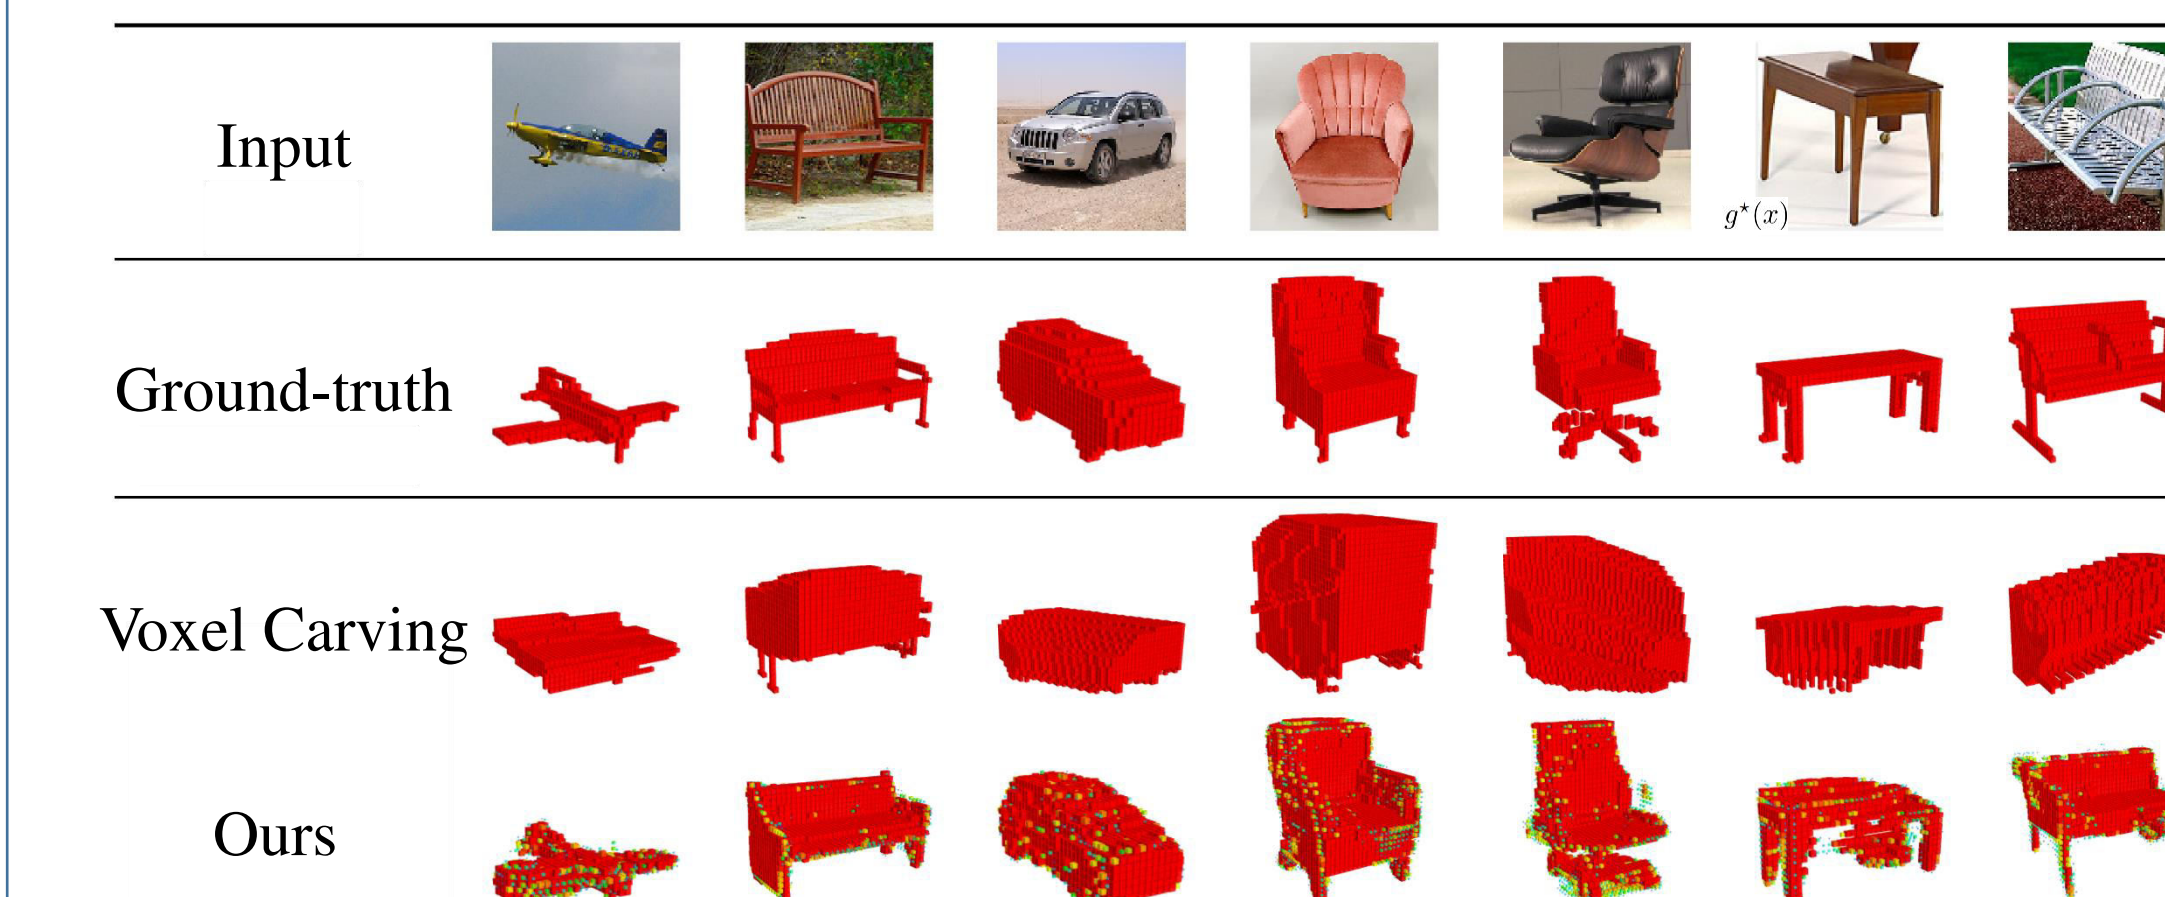 Input
g*(x)
Ground-truth
Voxel Carving
Ours